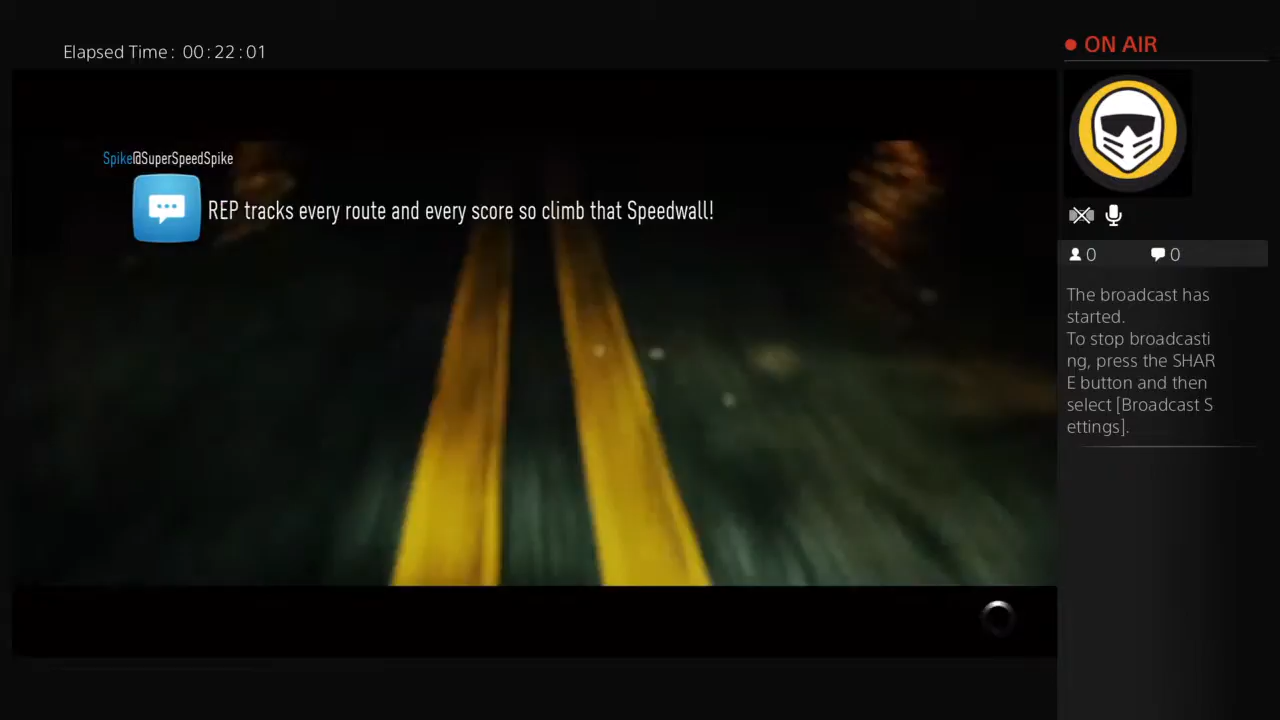 Elapsed Time: 00:22:01
ON AIR
Spike@SuperSpeedSpike
REP tracks every route and every score so climb that Speedwall!
0 0
The broadcast has
started.
To stop broadcasti
ng, press the SHAR
E button and then
select [Broadcast S
ettings].